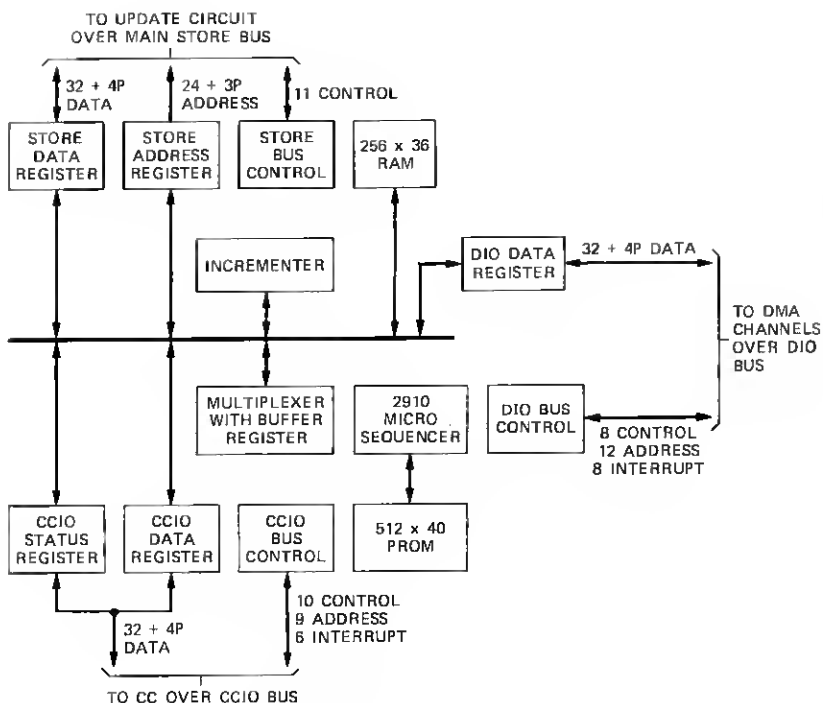 TO UPDATE CIRCUIT
OVER MAIN STORE BUS
32 + 4P
DATA
24 + 3P
ADDRESS
11 CONTROL
STORE
DATA
REGISTER
STORE
ADDRESS
REGISTER
STORE
BUS
CONTROL
256 x 36
RAM
INCREMENTER
DIO DATA
REGISTER
32 + 4P DATA
TO DMA
CHANNELS
OVER DIO
BUS
MULTIPLEXER
WITH BUFFER
REGISTER
2910
MICRO
SEQUENCER
DIO BUS
CONTROL
8 CONTROL
12 ADDRESS
8 INTERRUPT
CCIO
STATUS
REGISTER
CCIO
DATA
REGISTER
CCIO
BUS
CONTROL
512 x 40
PROM
32 + 4P
DATA
10 CONTROL
9 ADDRESS
6 INTERRUPT
TO CC OVER CCIO BUS